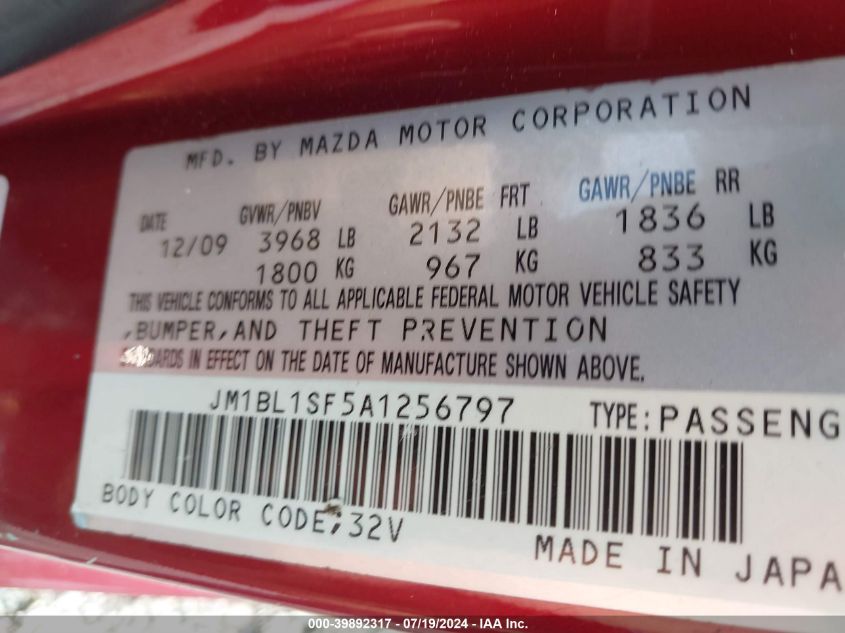 MFD. BY MAZDA MOTOR CORPORATION
DATE GVWR/PNBV GAWR/PNBE FRT GAWR/PNBE RR
12/09 3968 LB 2132 LB 1836 LB
1800 KG 967 KG 833 KG
THIS VEHICLE CONFORMS TO ALL APPLICABLE FEDERAL MOTOR VEHICLE SAFETY
,BUMPER,AND THEFT PREVENTION
STANDARDS IN EFFECT ON THE DATE OF MANUFACTURE SHOWN ABOVE.
JM1BL1SF5A1256797 TYPE:PASSENG
BODY COLOR CODE;32V
MADE IN JAPA
000-39892317 - 07/19/2024 - IAA Inc.